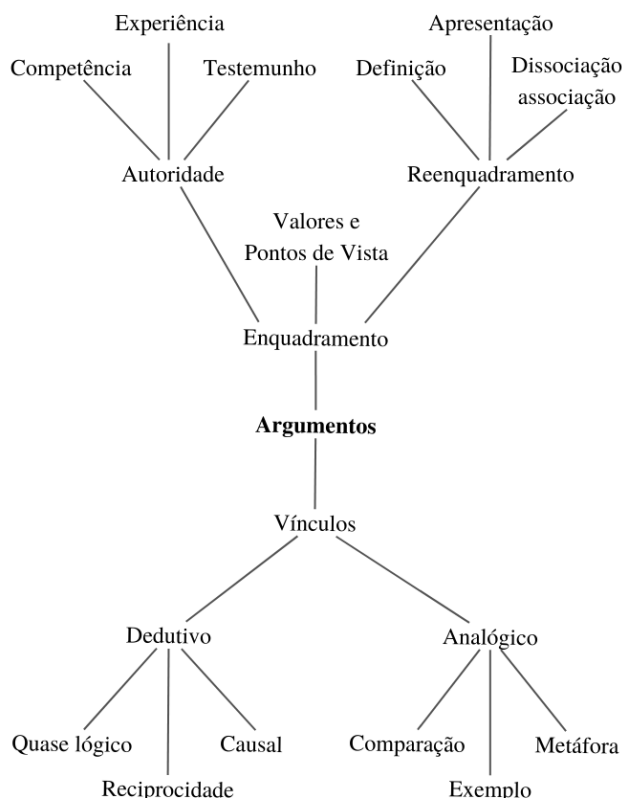 Experiência
Apresentação
Competência
Testemunho
Definição
Dissociação
associação
Autoridade
Reenquadramento
Valores e
Pontos de Vista
Enquadramento
Argumentos
Vínculos
Dedutivo
Analógico
Quase lógico
Causal
Comparação
Metáfora
Reciprocidade
Exemplo